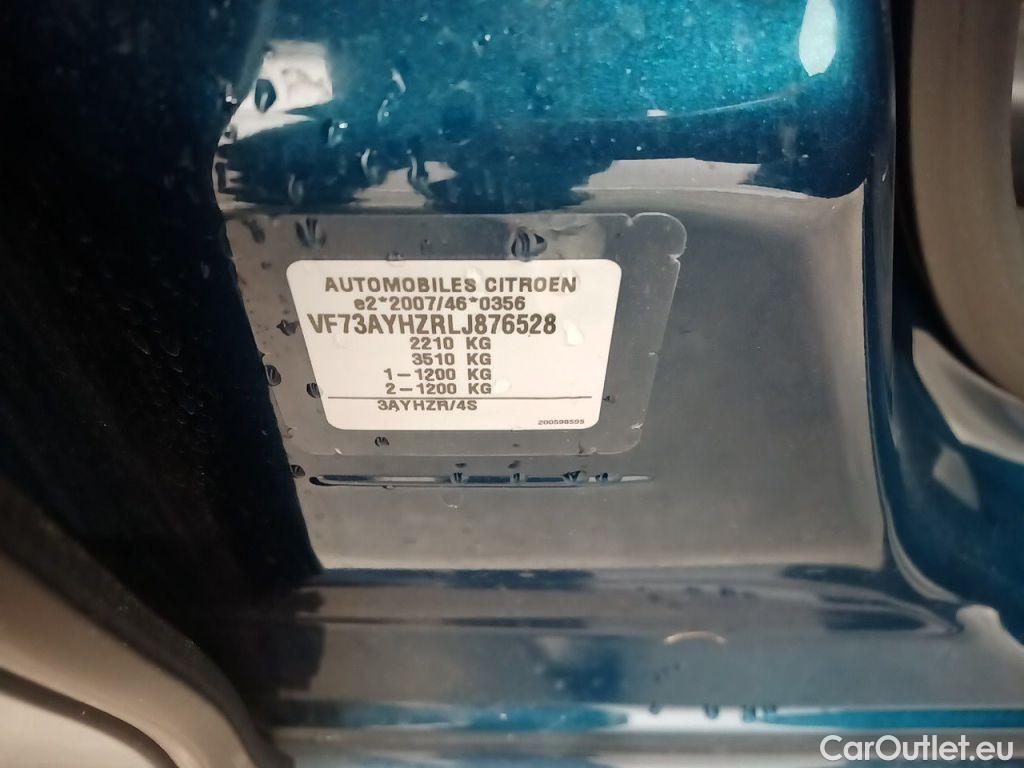 AUTOMOBILES CITROEN
e2*2007/46*0356
VF73AYHZRLJ876528
2210 KG
3510 KG
1-1200 KG
2-1200 KG
3AYHZR/4S
200598595
CarOutlet.eu